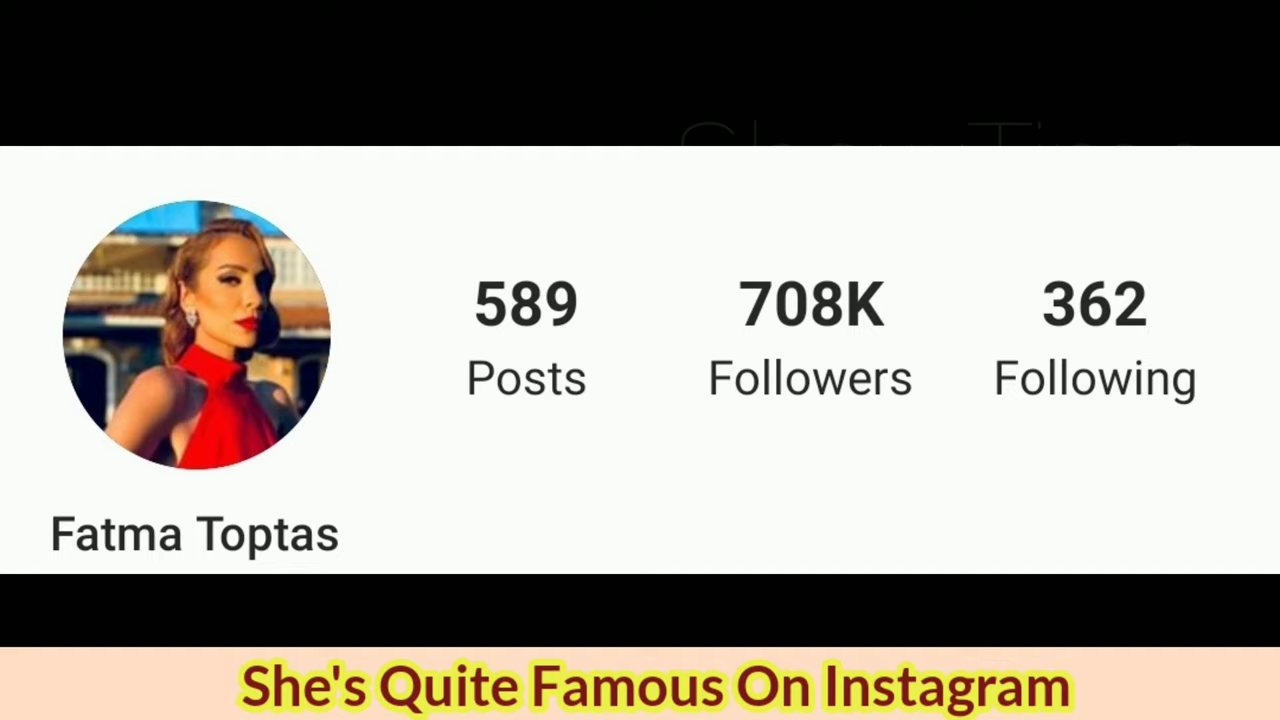 589 708K 362
Posts Followers Following
Fatma Toptas
She's Quite Famous On Instagram